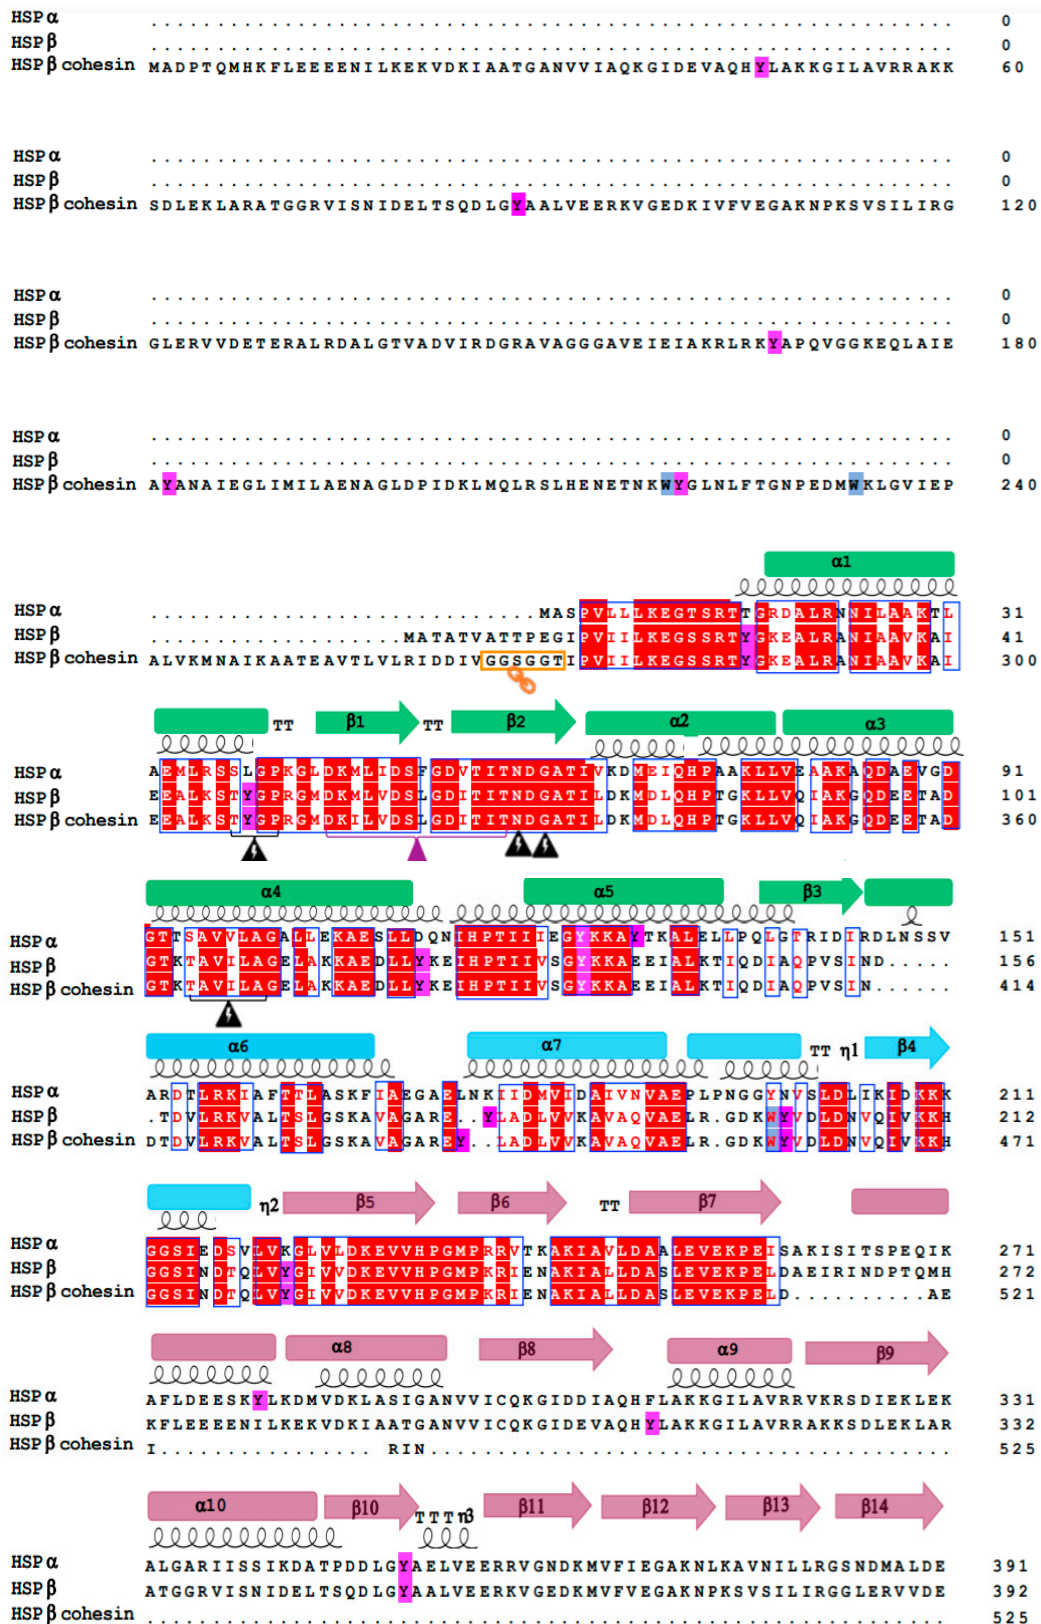 HSP α ............................................................ 0
HSP β ............................................................ 0
HSP β cohesin MADPTQMHKFLEEEENILKEKVDKIAATGANVVIAQKGIDEVAQHYLAKKGILAVRRAKK 60
HSP α ............................................................ 0
HSP β ............................................................ 0
HSP β cohesin SDLEKLARATGGRVISNIDELTSQDLGYAALVEERKVGEDKIVFVEGAKNPKSVSILIRG 120
HSP α ............................................................ 0
HSP β ............................................................ 0
HSP β cohesin GLERVVDETERALRDALGTVADVIRDGRAVAGGGAVEIEIAKRLRKYAPQVGGKEQLAIE 180
HSP α ............................................................ 0
HSP β ............................................................ 0
HSP β cohesin AYANAIEGLIMILAENAGLDPIDKLMQLRSLHENETNKWYGLNLFTGNPEDMWKLGVIEP 240
α1
HSP α .............................MASPVLLLKEGTSRTTGRDALRNNILAAKTL 31
HSP β ...................MATATVATTPEGIPVIILKEGSSRTYGKEALRANIAAVKAI 41
HSP β cohesin ALVKMNAIKAATEAVTLVLRIDDIVGGSGGTIPVIILKEGSSRTYGKEALRANIAAVKAI 300
TT β1 TT β2 α2 α3
HSP α AEMLRSSLGPKGLDKMLIDSFGDVTITNDGATIVKDMEIQHPAAKLLVEAAKAQDAEVGD 91
HSP β EEALKSTYGPRGMDKMLVDSLGDITITNDGATILDKMDLQHPTGKLLVQIAKGQDEETAD 101
HSP β cohesin EEALKSTYGPRGMDKILVDSLGDITITNDGATILDKMDLQHPTGKLLVQIAKGQDEETAD 360
α4 α5 β3
HSP α GTTSAVVLAGALLEKAESLLDQNIHPTIIIEGYKKAYTKALELLPQLGTRIDIRDLNSSV 151
HSP β GTKTAVILAGELAKKAEDLLYKEIHPTIIVSGYKKAEEIALKTIQDIAQPVSIND..... 156
HSP β cohesin GTKTAVILAGELAKKAEDLLYKEIHPTIIVSGYKKAEEIALKTIQDIAQPVSIN...... 414
α6 α7 TT η1 β4
HSP α ARDTLRKIAFTTLASKFIAEGAELNKIIDMVIDAIVNVAEPLPNGGYNVSLDLIKIDKKK 211
HSP β .TDVLRKVALTSLGSKAVAGARE.YLADLVVKAVAQVAELR.GDKWYVDLDNVQIVKKH 212
HSP β cohesin DTDVLRKVALTSLGSKAVAGAREY..LADLVVKAVAQVAELR.GDKWYVDLDNVQIVKKH 471
η2 β5 β6 TT β7
HSP α GGSIEDSVLVKGLVLDKEVVHPGMPRRVTKAKIAVLDAALEVEKPEISAKISITSPEQIK 271
HSP β GGSINDTQLVYGIVVDKEVVHPGMPKRIENAKIALLDASLEVEKPELDAEIRINDPTQMH 272
HSP β cohesin GGSINDTQLVYGIVVDKEVVHPGMPKRIENAKIALLDASLEVEKPELD..........AE 521
α8 β8 α9 β9
HSP α AFLDEESKYLKDMVDKLASIGANVVICQKGIDDIAQHFLAKKGILAVRRVKRSDIEKLEK 331
HSP β KFLEEEENILKEKVDKIAATGANVVICQKGIDEVAQHYLAKKGILAVRRAKKSDLEKLAR 332
HSP β cohesin I.................RIN....................................... 525
α10 β10 TTT η3 β11 β12 β13 β14
HSP α ALGARIISSIKDATPDDLGYAELVEERRVGNDKMVFIEGAKNLKAVNILLRGSNDMALDE 391
HSP β ATGGRVISNIDELTSQDLGYAALVEERKVGEDKMVFVEGAKNPKSVSILIRGGLERVVDE 392
HSP β cohesin ............................................................ 525